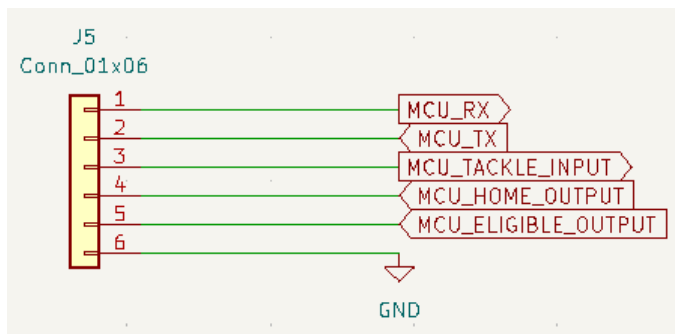 J5
Conn_01x06
1
MCU_RX
2
MCU_TX
3
MCU_TACKLE_INPUT
4
MCU_HOME_OUTPUT
5
MCU_ELIGIBLE_OUTPUT
6
GND